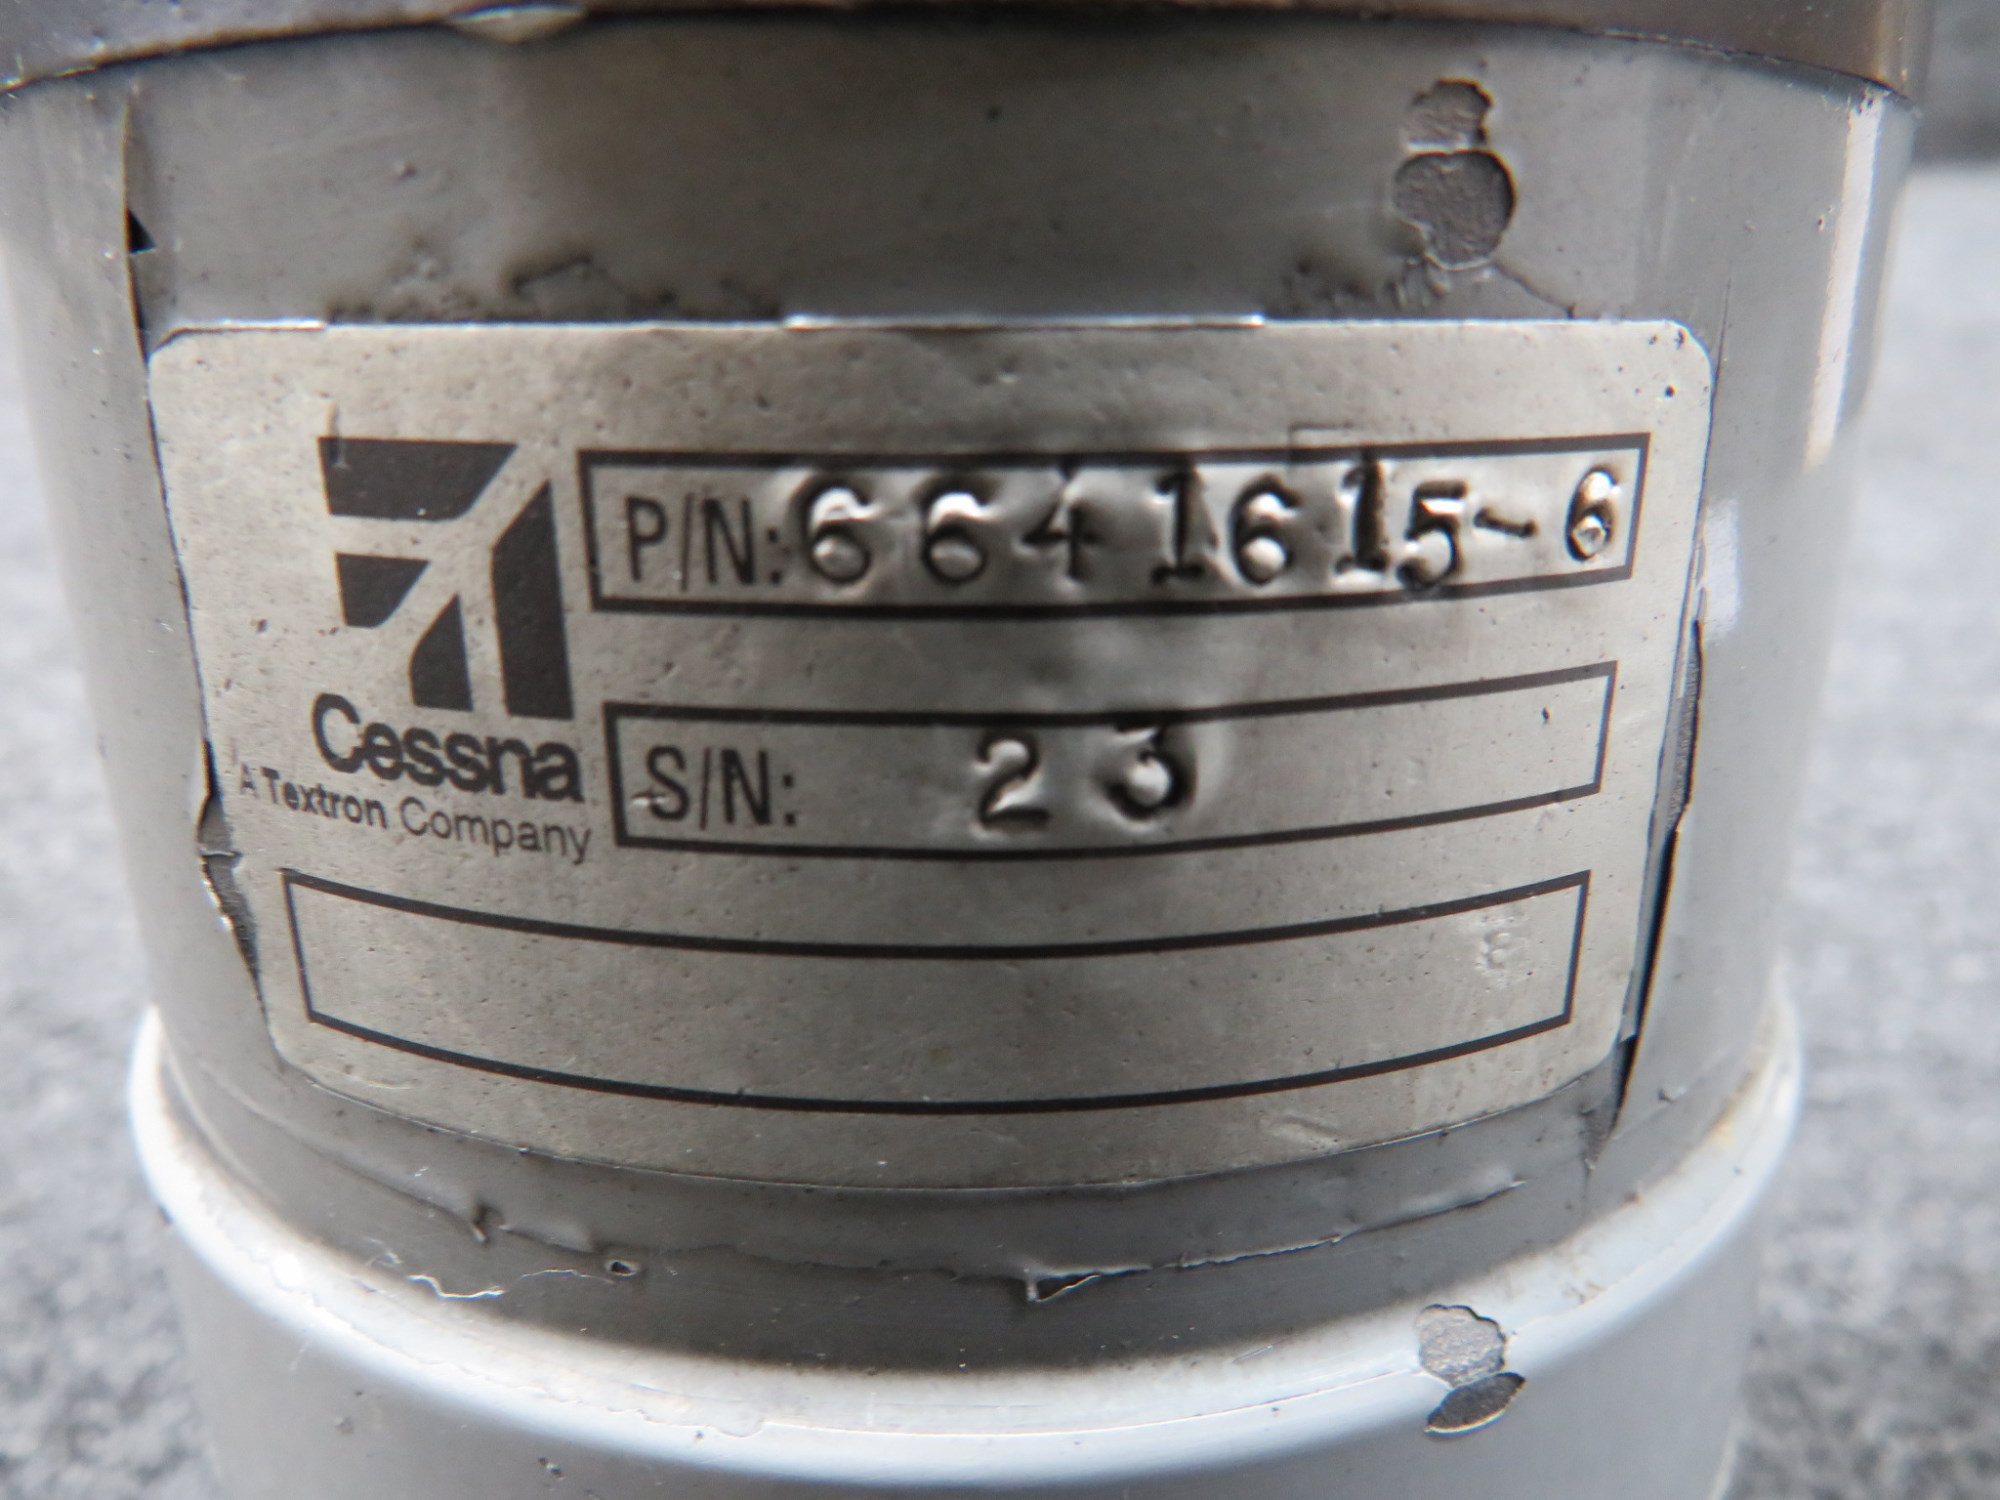 P/N: 6641615-6
Cessna
A Textron Company
S/N: 23